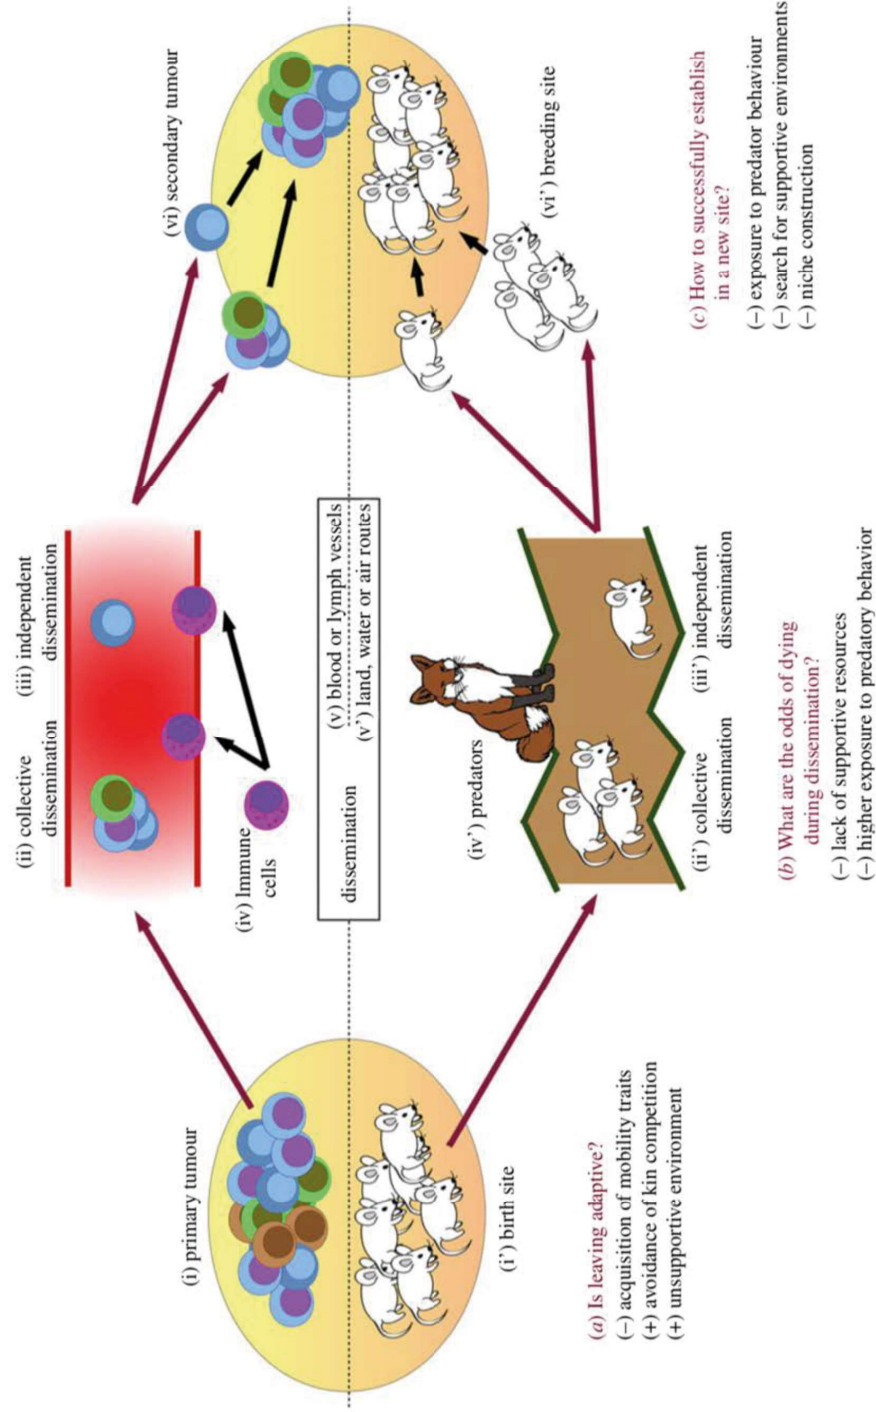 (i) primary tumour
(ii) collective
dissemination
(iii) independent
dissemination
(iv) Immune
cells
(vi) secondary tumour
dissemination
(v) blood or lymph vessels
(v') land, water or air routes
(i') birth site
(iv') predators
(ii') collective
dissemination
(iii') independent
dissemination
(vi') breeding site
(a) Is leaving adaptive?
(–) acquisition of mobility traits
(+) avoidance of kin competition
(+) unsupportive environment
(b) What are the odds of dying
during dissemination?
(–) lack of supportive resources
(–) higher exposure to predatory behavior
(c) How to successfully establish
in a new site?
(–) exposure to predator behaviour
(–) search for supportive environments
(–) niche construction